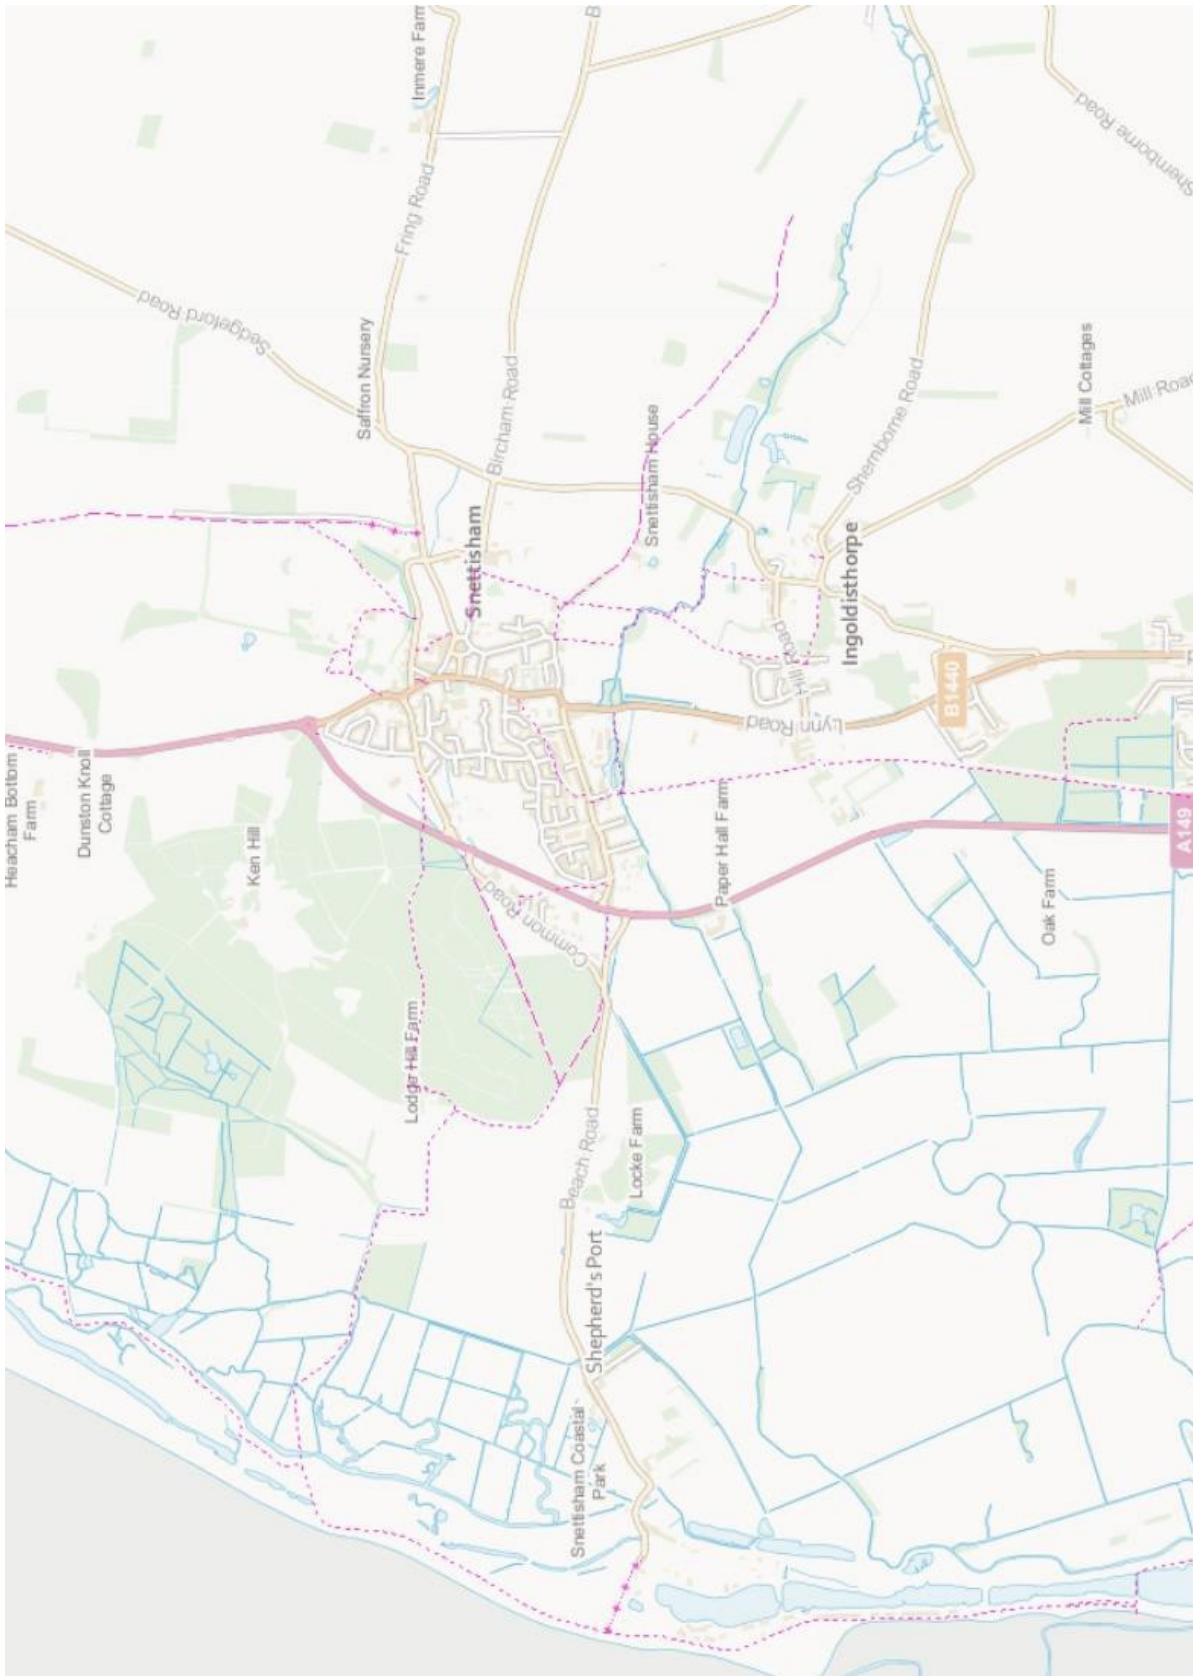 Heacham Bottom
Farm
Dunston Knoll
Cottage
Ken Hill
Lodge Hill Farm
Common Road
Sedgeford Road
Saffron Nursery
Fring Road
Inmere Farm
Bircham Road
B
Snettisham
Snettisham House
Beach Road
Locke Farm
Shepherd's Port
Snettisham Coastal
Park
Paper Hall Farm
Lynn Road
Hill Road
Ingoldisthorpe
Shernborne Road
B1440
Oak Farm
A149
Mill Cottages
Mill Road
Shernborne Road